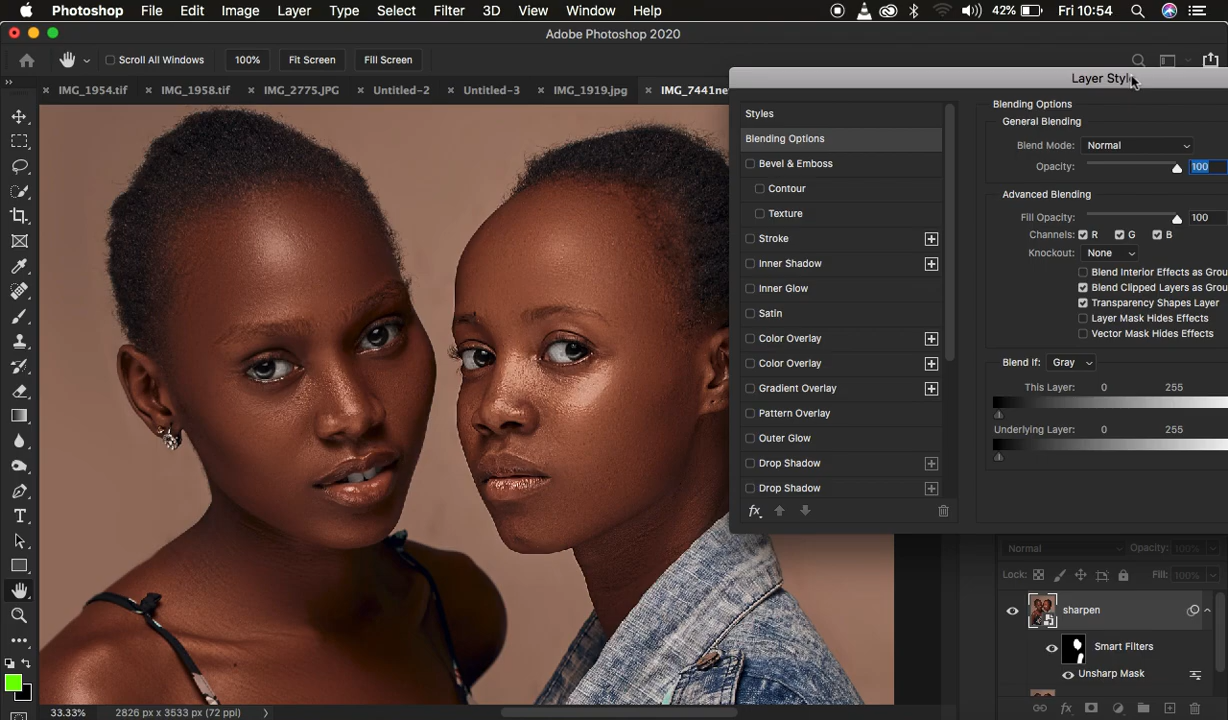 Photoshop File Edit Image Layer Type Select Filter 3D View Window Help 42% Fri 10:54
Adobe Photoshop 2020
Scroll All Windows 100% Fit Screen Fill Screen
Layer Styl
IMG_1954.tif IMG_1958.tif IMG_2775.JPG Untitled-2 Untitled-3 IMG_1919.jpg IMG_7441ne
Styles
Blending Options
Bevel & Emboss
Contour
Texture
Stroke
Inner Shadow
Inner Glow
Satin
Color Overlay
Color Overlay
Gradient Overlay
Pattern Overlay
Outer Glow
Drop Shadow
Drop Shadow
fx
Blending Options
General Blending
Blend Mode: Normal
Opacity: 100
Advanced Blending
Fill Opacity: 100
Channels: R G B
Knockout: None
Blend Interior Effects as Grou
Blend Clipped Layers as Grou
Transparency Shapes Layer
Layer Mask Hides Effects
Vector Mask Hides Effects
Blend If: Gray
This Layer: 0 255
Underlying Layer: 0 255
Normal Opacity: 100%
Lock: Fill: 100%
sharpen
Smart Filters
Unsharp Mask
fx
33.33% 2826 px x 3533 px (72 ppi)